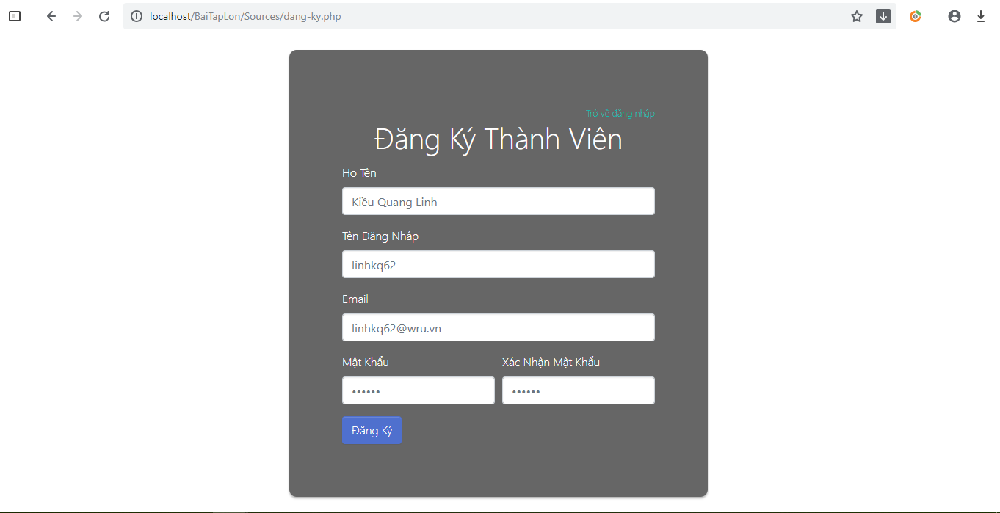 localhost/BaiTapLon/Sources/dang-ky.php
Trở về đăng nhập
Đăng Ký Thành Viên
Họ Tên
Kiều Quang Linh
Tên Đăng Nhập
linhkq62
Email
linhkq62@wru.vn
Mật Khẩu Xác Nhận Mật Khẩu
•••••• ••••••
Đăng Ký